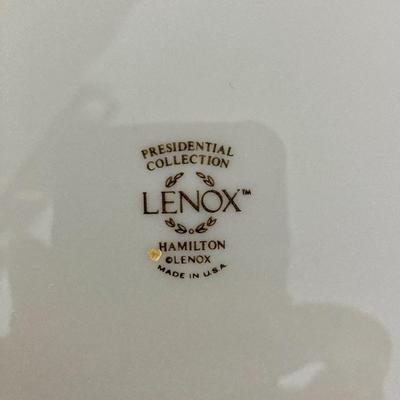 PRESIDENTIAL
COLLECTION
LENOX™
HAMILTON
©LENOX
MADE IN U.S.A.